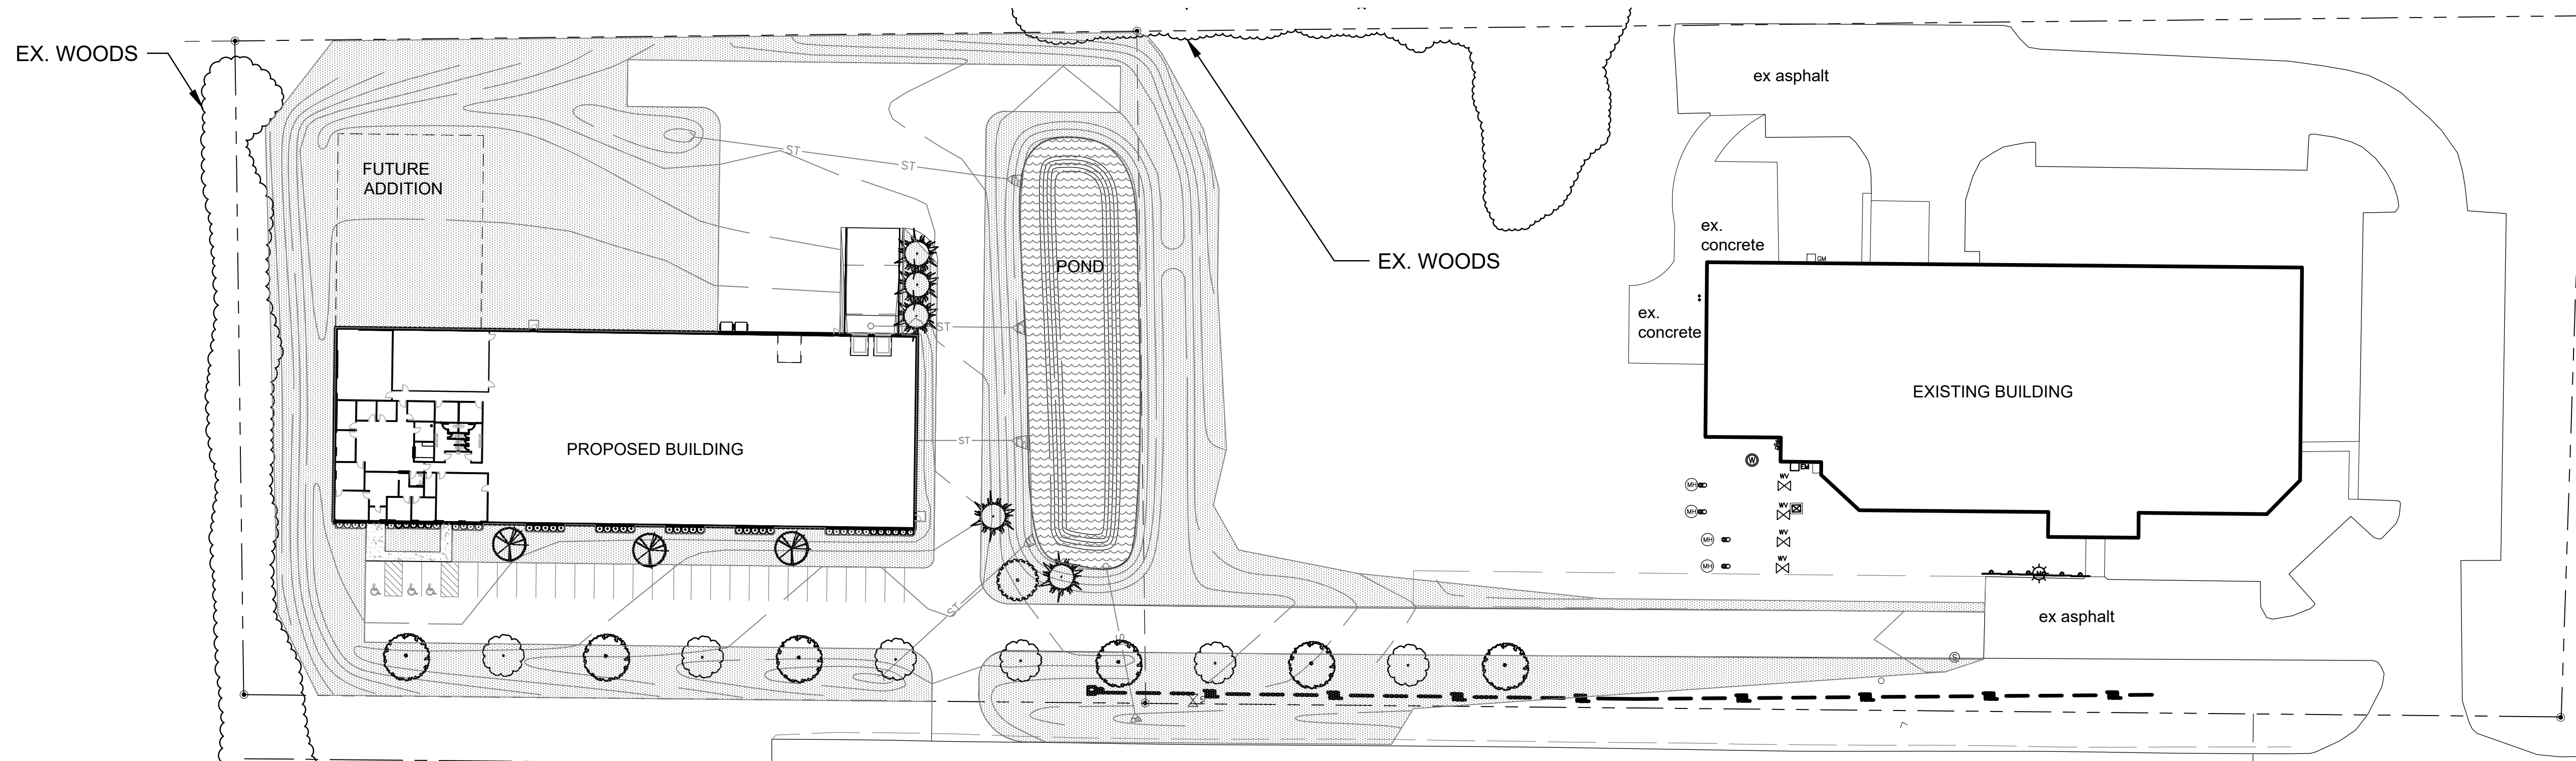 EX. WOODS
ex asphalt
ST
ST
FUTURE
ADDITION
ex.
concrete
GM
EX. WOODS
POND
ex.
concrete
ST
EXISTING BUILDING
ST
PROPOSED BUILDING
W
EM
WV
MH
WV
MH
WV
MH
WV
MH
ST
ex asphalt
S
S